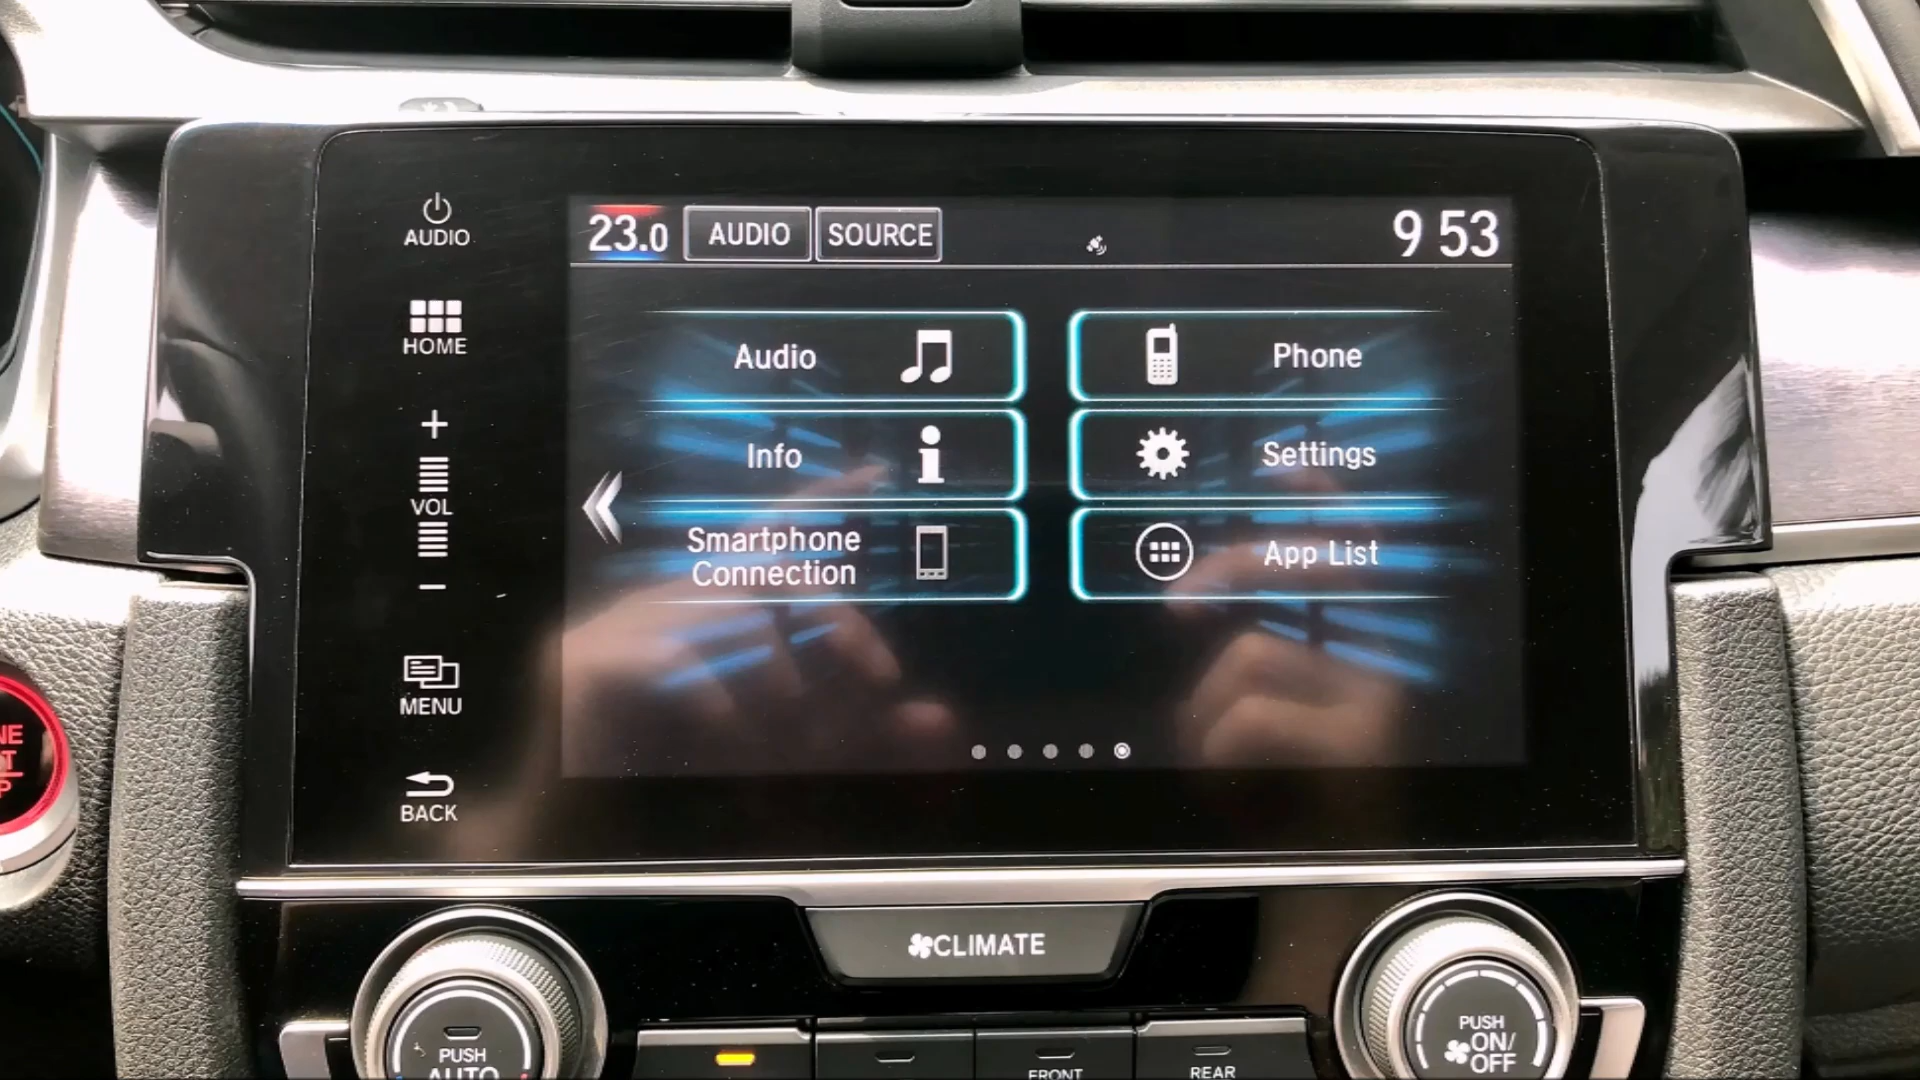 AUDIO
HOME
VOL
MENU
BACK
23.0
AUDIO
SOURCE
9 53
Audio
Phone
Info
Settings
Smartphone
Connection
App List
CLIMATE
PUSH
AUTO
FRONT
REAR
PUSH
ON/
OFF